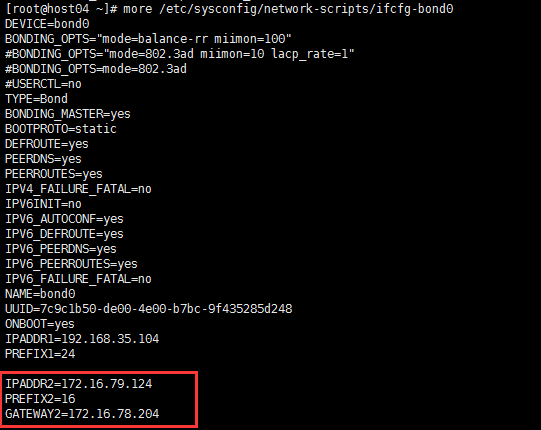 [root@host04 ~]# more /etc/sysconfig/network-scripts/ifcfg-bond0
DEVICE=bond0
BONDING_OPTS="mode=balance-rr miimon=100"
#BONDING_OPTS="mode=802.3ad miimon=10 lacp_rate=1"
#BONDING_OPTS=mode=802.3ad
#USERCTL=no
TYPE=Bond
BONDING_MASTER=yes
BOOTPROTO=static
DEFROUTE=yes
PEERDNS=yes
PEERROUTES=yes
IPV4_FAILURE_FATAL=no
IPV6INIT=no
IPV6_AUTOCONF=yes
IPV6_DEFROUTE=yes
IPV6_PEERDNS=yes
IPV6_PEERROUTES=yes
IPV6_FAILURE_FATAL=no
NAME=bond0
UUID=7c9c1b50-de00-4e00-b7bc-9f435285d248
ONBOOT=yes
IPADDR1=192.168.35.104
PREFIX1=24
IPADDR2=172.16.79.124
PREFIX2=16
GATEWAY2=172.16.78.204